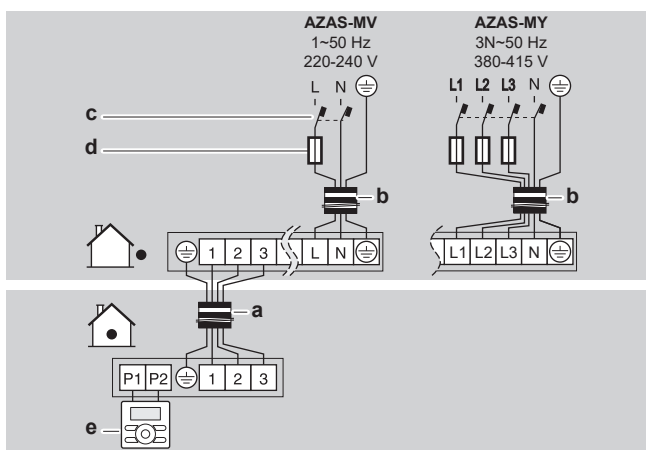 AZAS-MV AZAS-MY
1~50 Hz 3N~50 Hz
220-240 V 380-415 V
L N L1 L2 L3 N
c
d
b b
1 2 3 L N L1 L2 L3 N
a
P1 P2 1 2 3
e